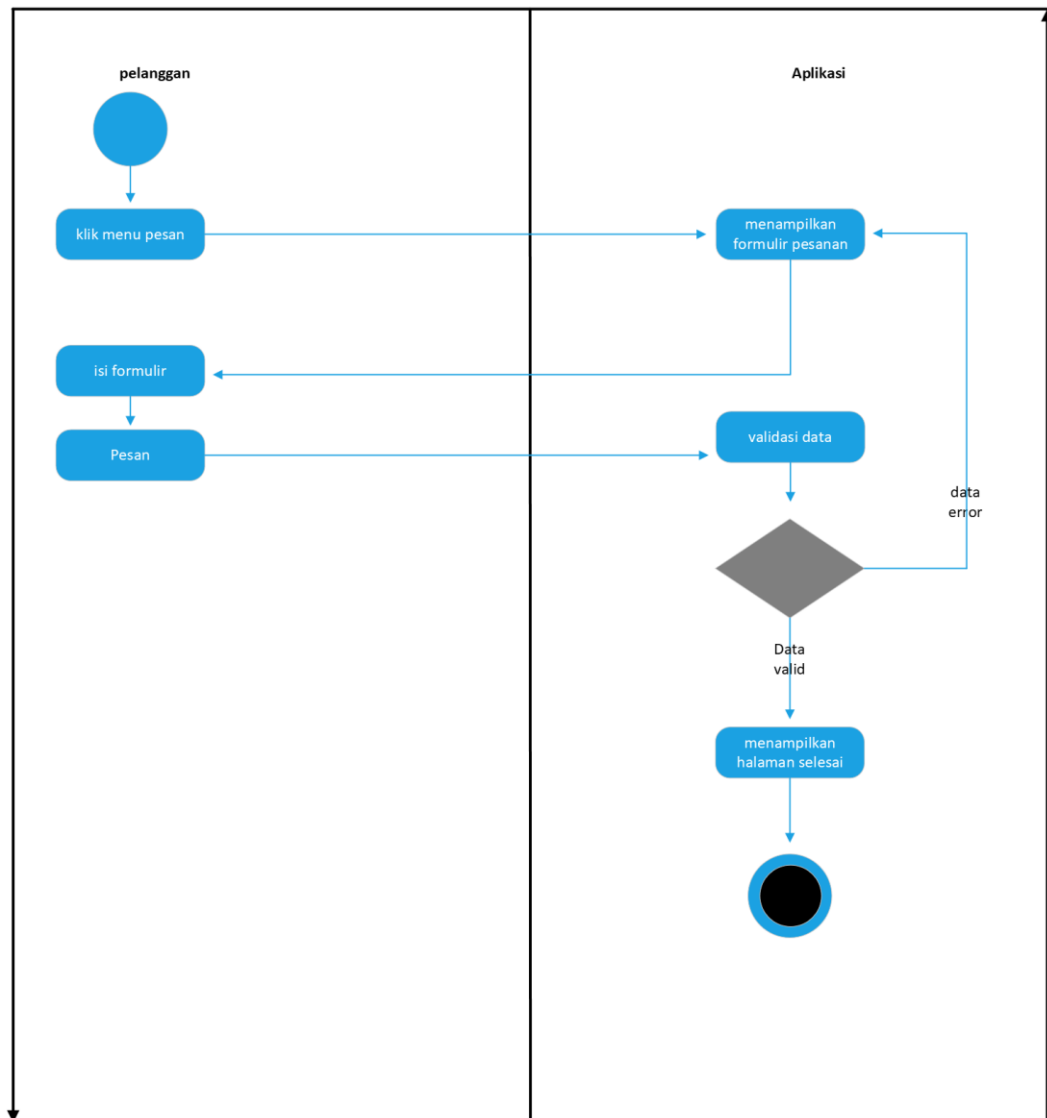 pelanggan
Aplikasi
klik menu pesan
menampilkan
formulir pesanan
isi formulir
Pesan
validasi data
data
error
Data
valid
menampilkan
halaman selesai